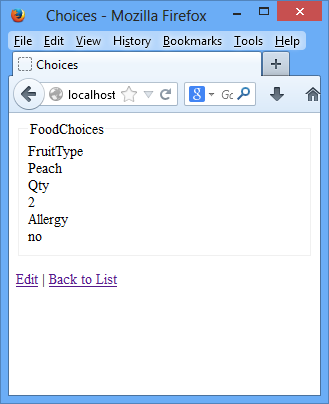 Choices - Mozilla Firefox
File Edit View History Bookmarks Tools Help
Choices
localhost
FoodChoices
FruitType
Peach
Qty
2
Allergy
no
Edit | Back to List